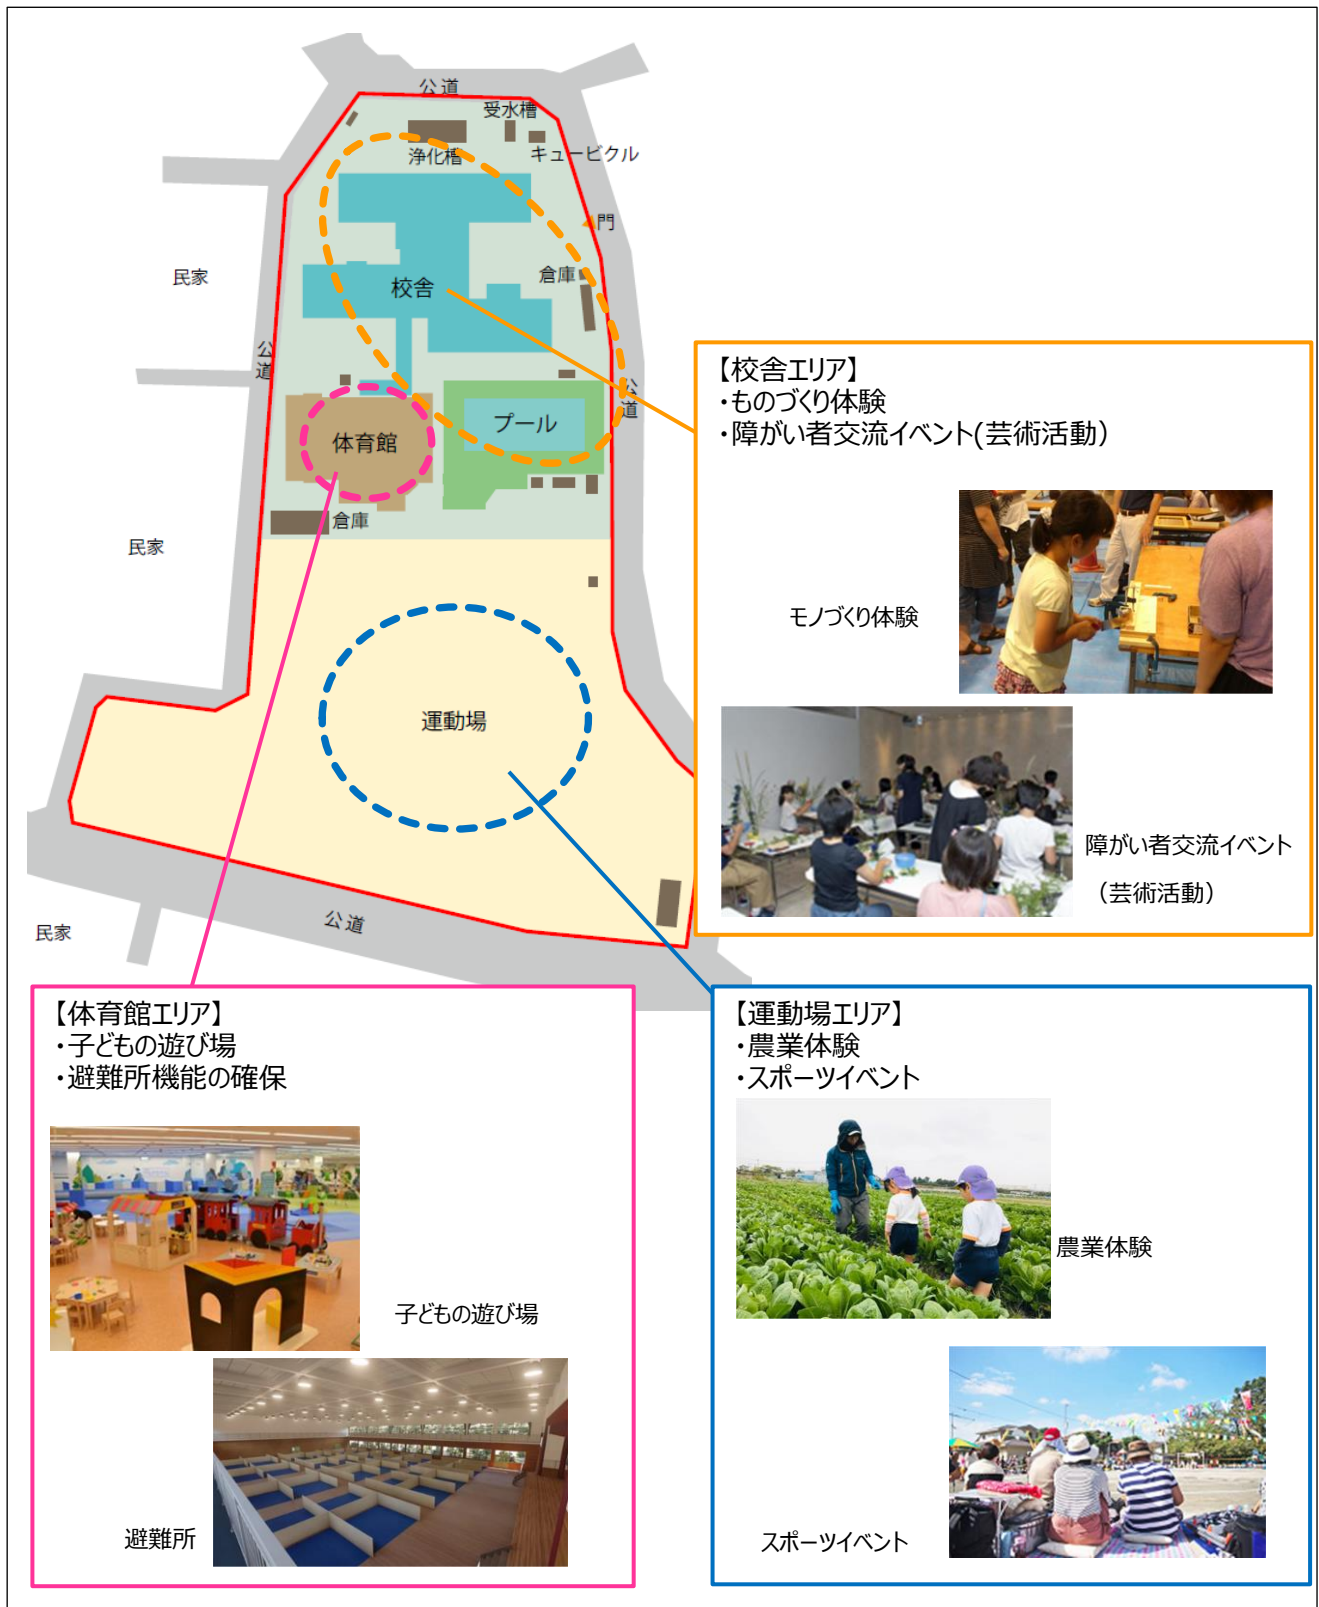 公道
受水槽
浄化槽
キュービクル
門
民家
倉庫
校舎
公道
公道
体育館
プール
倉庫
民家
運動場
公道
民家
【校舎エリア】
・ものづくり体験
・障がい者交流イベント(芸術活動）
モノづくり体験
障がい者交流イベント
（芸術活動）
【体育館エリア】
・子どもの遊び場
・避難所機能の確保
子どもの遊び場
避難所
【運動場エリア】
・農業体験
・スポーツイベント
農業体験
スポーツイベント